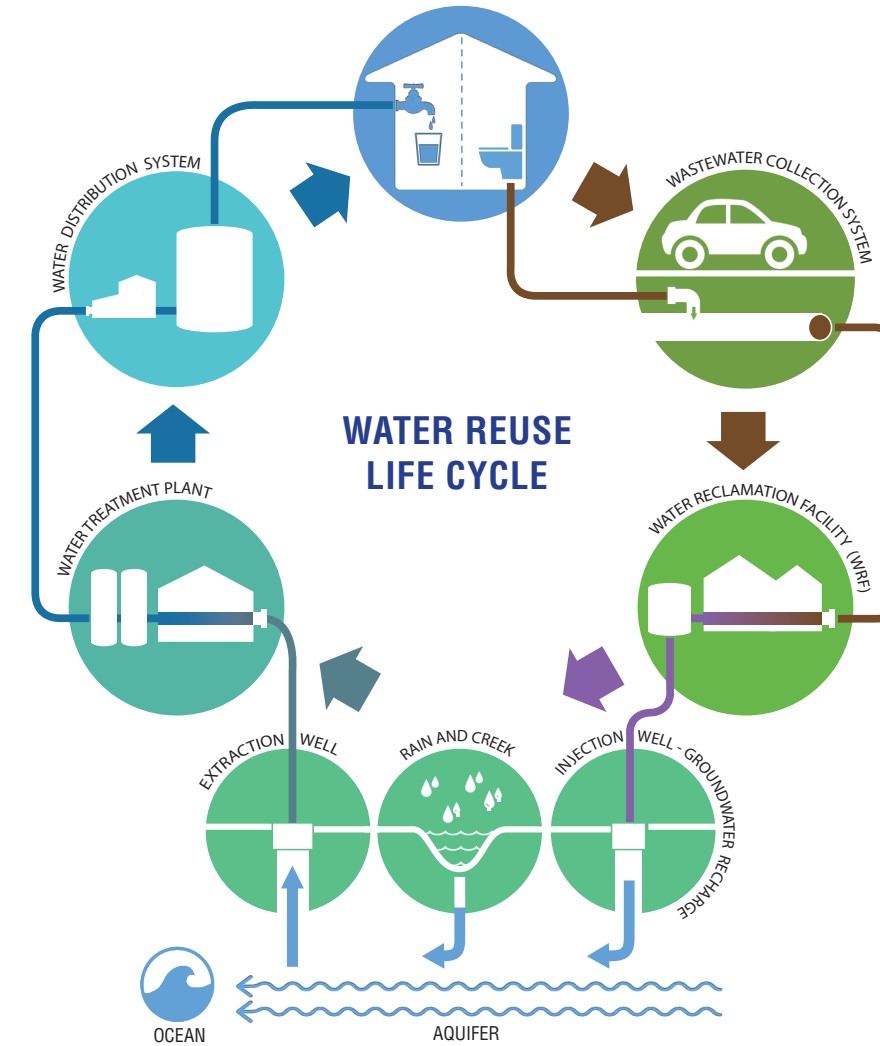 WATER DISTRIBUTION SYSTEM
WASTEWATER COLLECTION SYSTEM
WATER REUSE
LIFE CYCLE
WATER TREATMENT PLANT
WATER RECLAMATION FACILITY (WRF)
EXTRACTION WELL
RAIN AND CREEK
INJECTION WELL - GROUNDWATER RECHARGE
OCEAN
AQUIFER